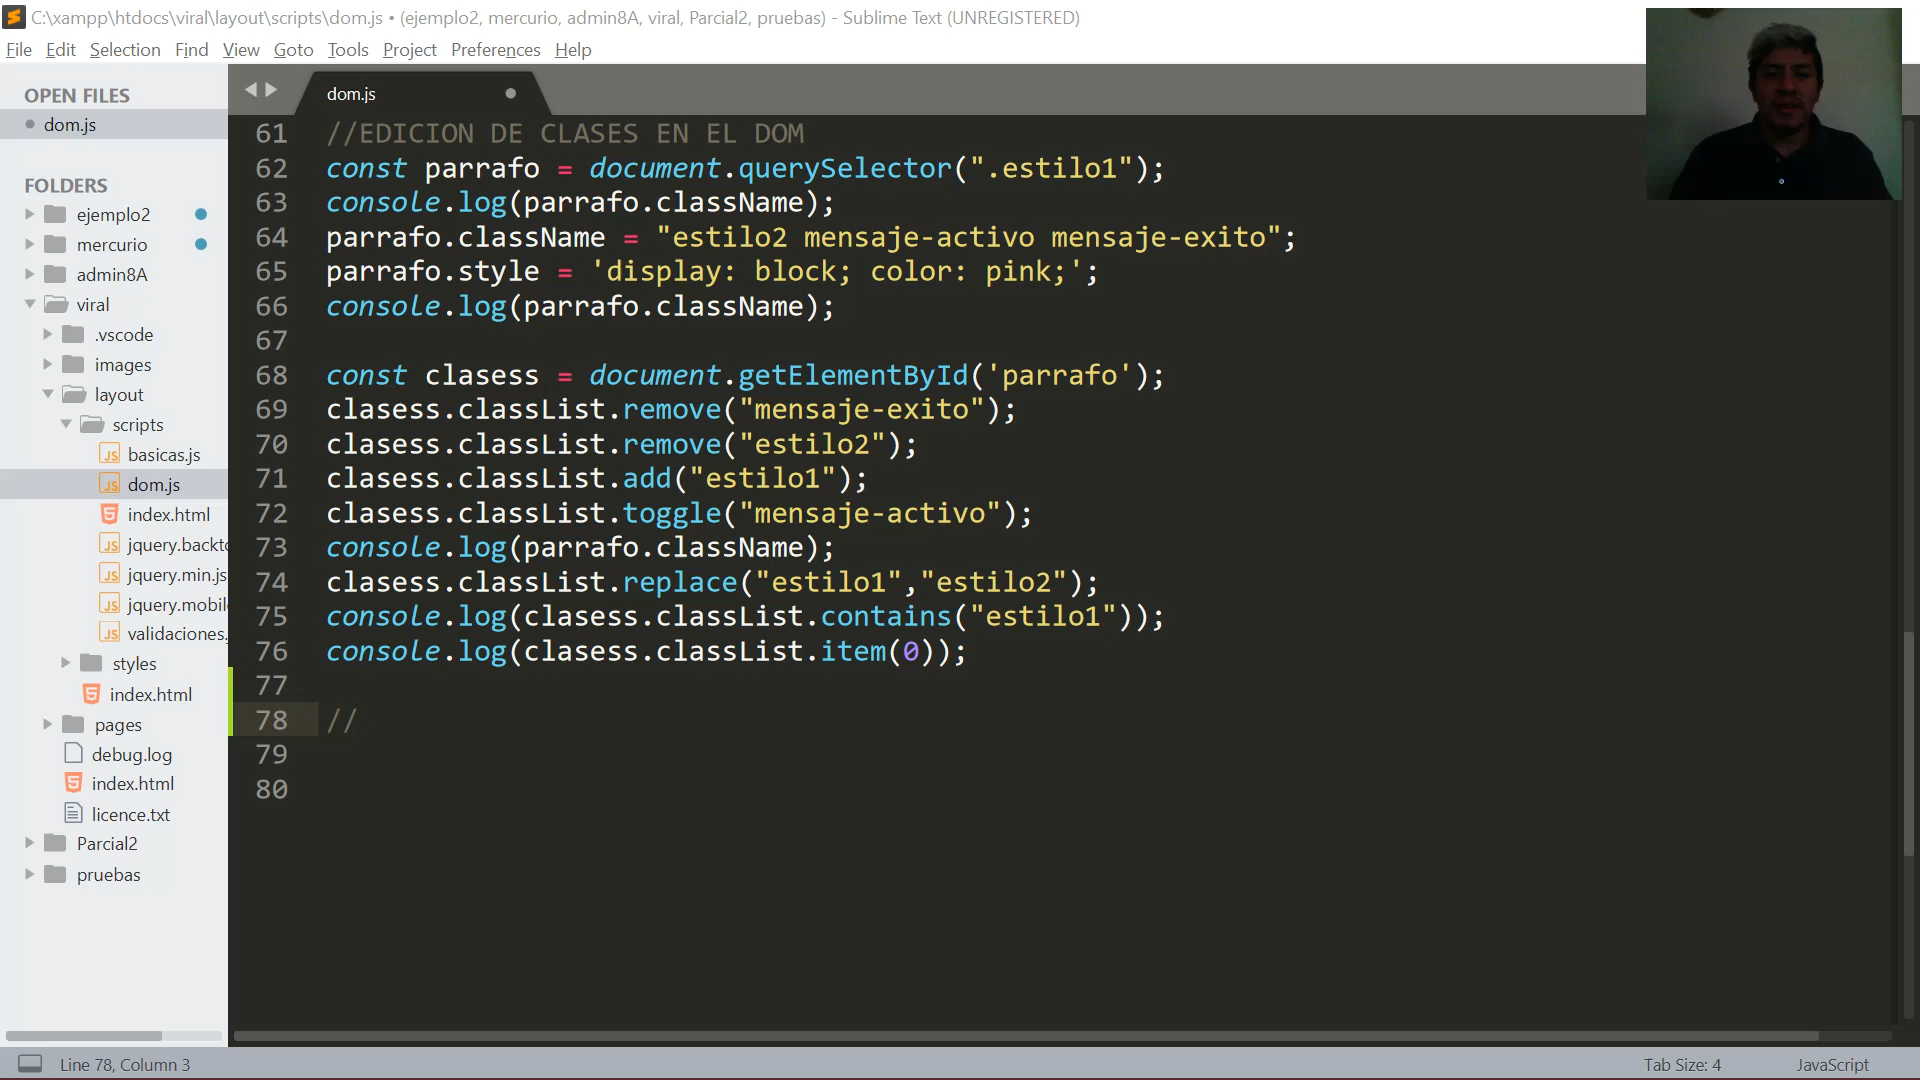 C:\xampp\htdocs\viral\layout\scripts\dom.js • (ejemplo2, mercurio, admin8A, viral, Parcial2, pruebas) - Sublime Text (UNREGISTERED)
File Edit Selection Find View Goto Tools Project Preferences Help
OPEN FILES
dom.js
FOLDERS
ejemplo2
mercurio
admin8A
viral
.vscode
images
layout
scripts
basicas.js
dom.js
index.html
jquery.backto
jquery.min.js
jquery.mobile
validaciones.
styles
index.html
pages
debug.log
index.html
licence.txt
Parcial2
pruebas
dom.js
61 //EDICION DE CLASES EN EL DOM
62 const parrafo = document.querySelector(".estilo1");
63 console.log(parrafo.className);
64 parrafo.className = "estilo2 mensaje-activo mensaje-exito";
65 parrafo.style = 'display: block; color: pink;';
66 console.log(parrafo.className);
67
68 const clasess = document.getElementById('parrafo');
69 clasess.classList.remove("mensaje-exito");
70 clasess.classList.remove("estilo2");
71 clasess.classList.add("estilo1");
72 clasess.classList.toggle("mensaje-activo");
73 console.log(parrafo.className);
74 clasess.classList.replace("estilo1","estilo2");
75 console.log(clasess.classList.contains("estilo1"));
76 console.log(clasess.classList.item(0));
77
78 //
79
80
Line 78, Column 3
Tab Size: 4
JavaScript